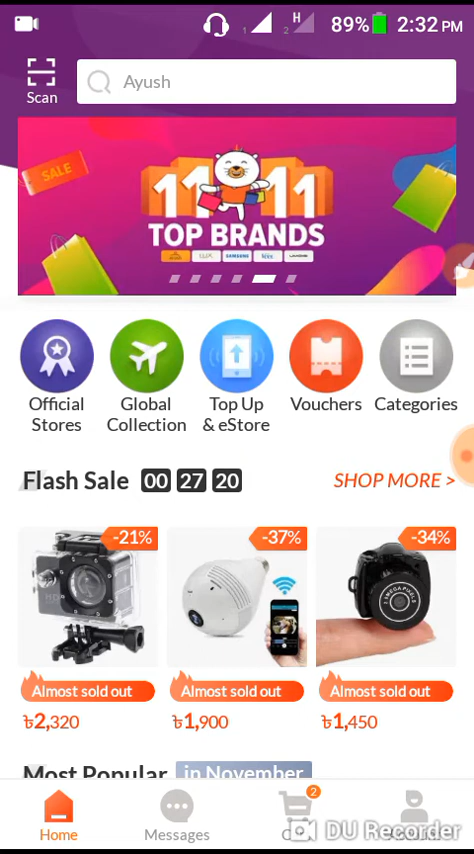 1 2 H 89% 2:32 PM
Scan
Ayush
SALE
11 11
TOP BRANDS
SAMSUNG
Official Stores
Global Collection
Top Up & eStore
Vouchers
Categories
Flash Sale 00 27 20 SHOP MORE >
-21%
-37%
-34%
Almost sold out
Almost sold out
Almost sold out
৳2,320
৳1,900
৳1,450
Most Popular in November
2
Home
Messages
DU Recorder